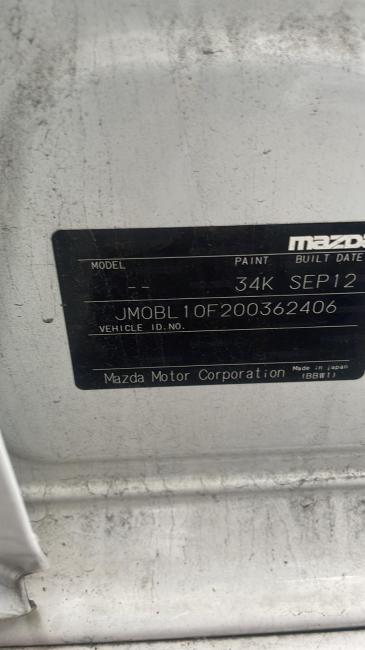 mazda
MODEL PAINT BUILT DATE
-- 34K SEP12
JM0BL10F200362406
VEHICLE ID.NO.
Mazda Motor Corporation Made in Japan
(BBW1)